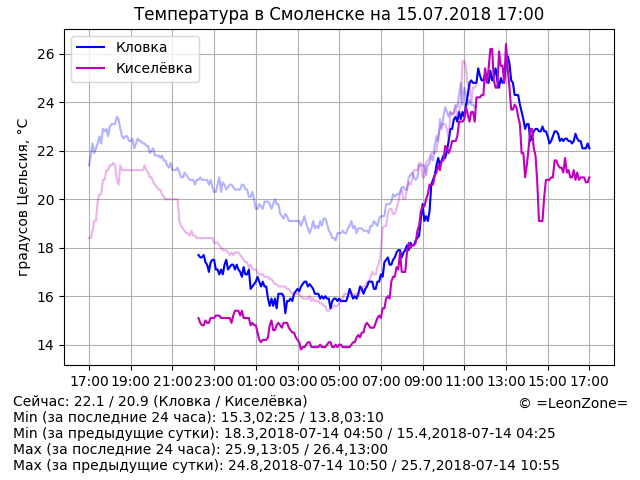 Температура в Смоленске на 15.07.2018 17:00
Кловка
Киселёвка
градусов Цельсия, °C
26
24
22
20
18
16
14
17:00 19:00 21:00 23:00 01:00 03:00 05:00 07:00 09:00 11:00 13:00 15:00 17:00
Сейчас: 22.1 / 20.9 (Кловка / Киселёвка)
© =LeonZone=
Min (за последние 24 часа): 15.3,02:25 / 13.8,03:10
Min (за предыдущие сутки): 18.3,2018-07-14 04:50 / 15.4,2018-07-14 04:25
Max (за последние 24 часа): 25.9,13:05 / 26.4,13:00
Max (за предыдущие сутки): 24.8,2018-07-14 10:50 / 25.7,2018-07-14 10:55